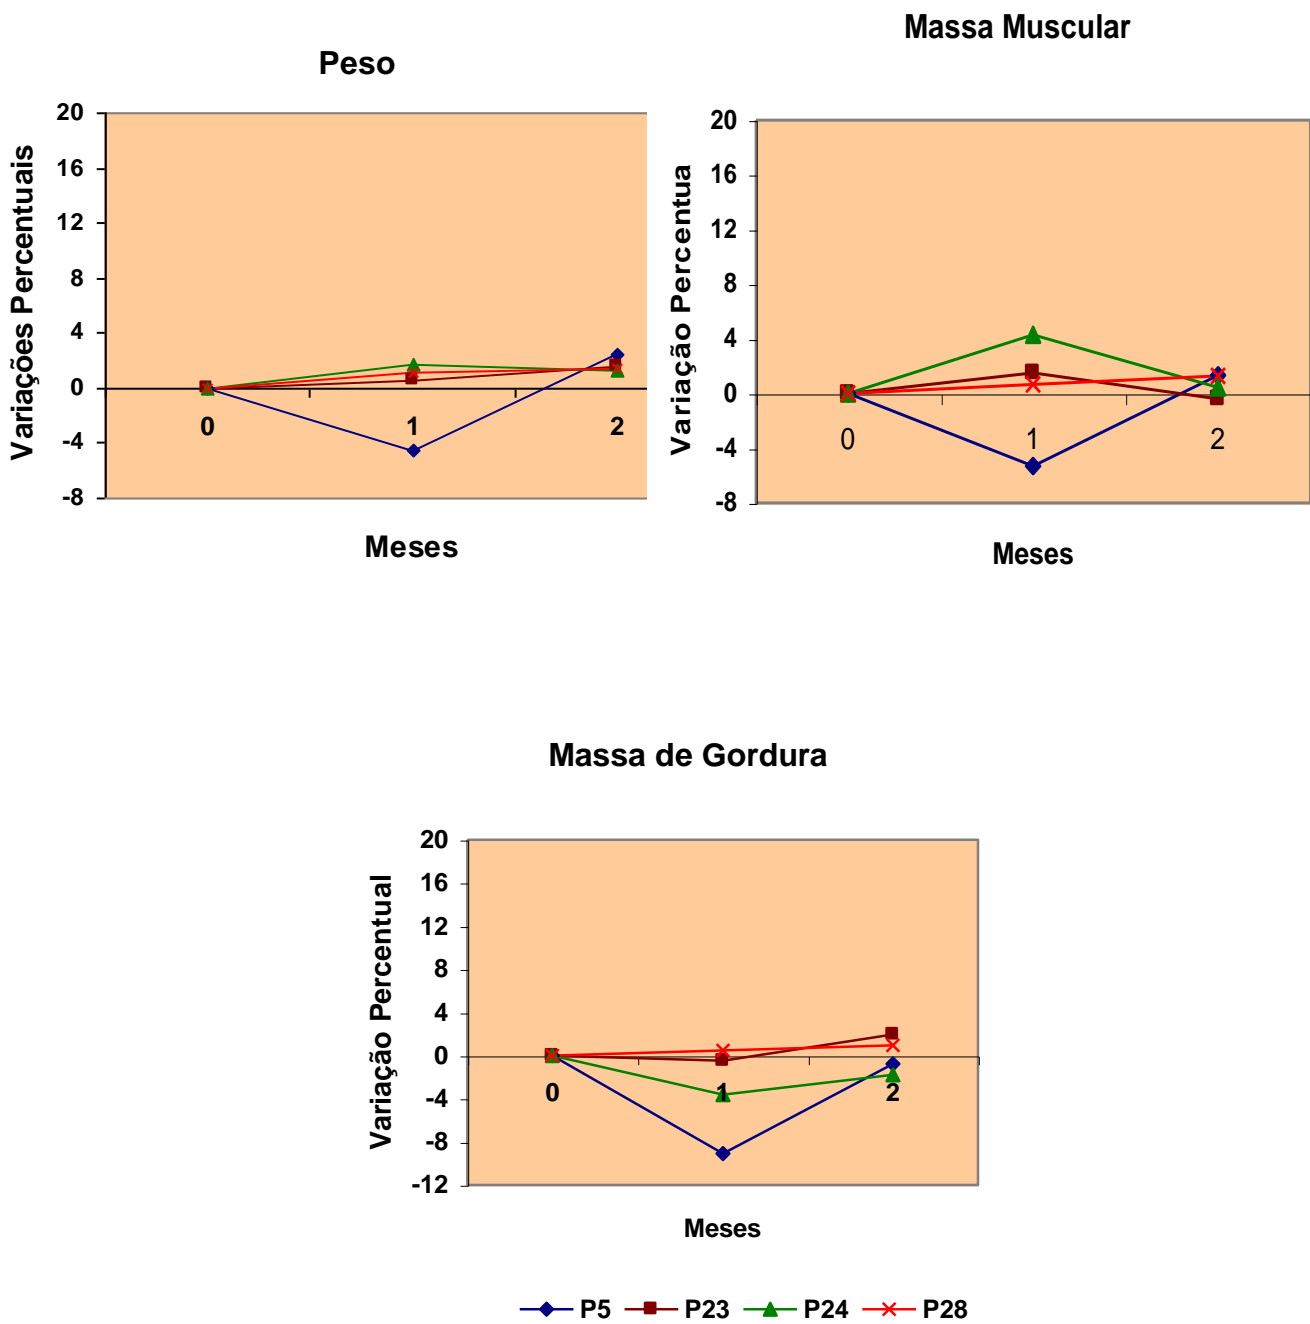 Peso
20
16
12
8
4
0
-4
-8
Variações Percentuais
0 1 2
Meses
Massa Muscular
20
16
12
8
4
0
-4
-8
Variação Percentua
0 1 2
Meses
Massa de Gordura
20
16
12
8
4
0
-4
-8
-12
Variação Percentual
0 1 2
Meses
P5 P23 P24 P28